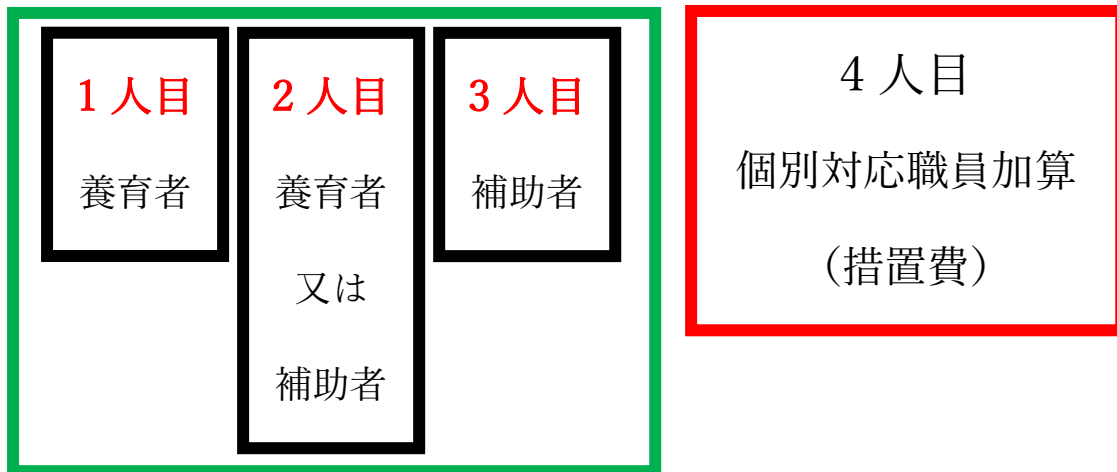 1人目
養育者
2人目
養育者
又は
補助者
3人目
補助者
4人目
個別対応職員加算
（措置費）